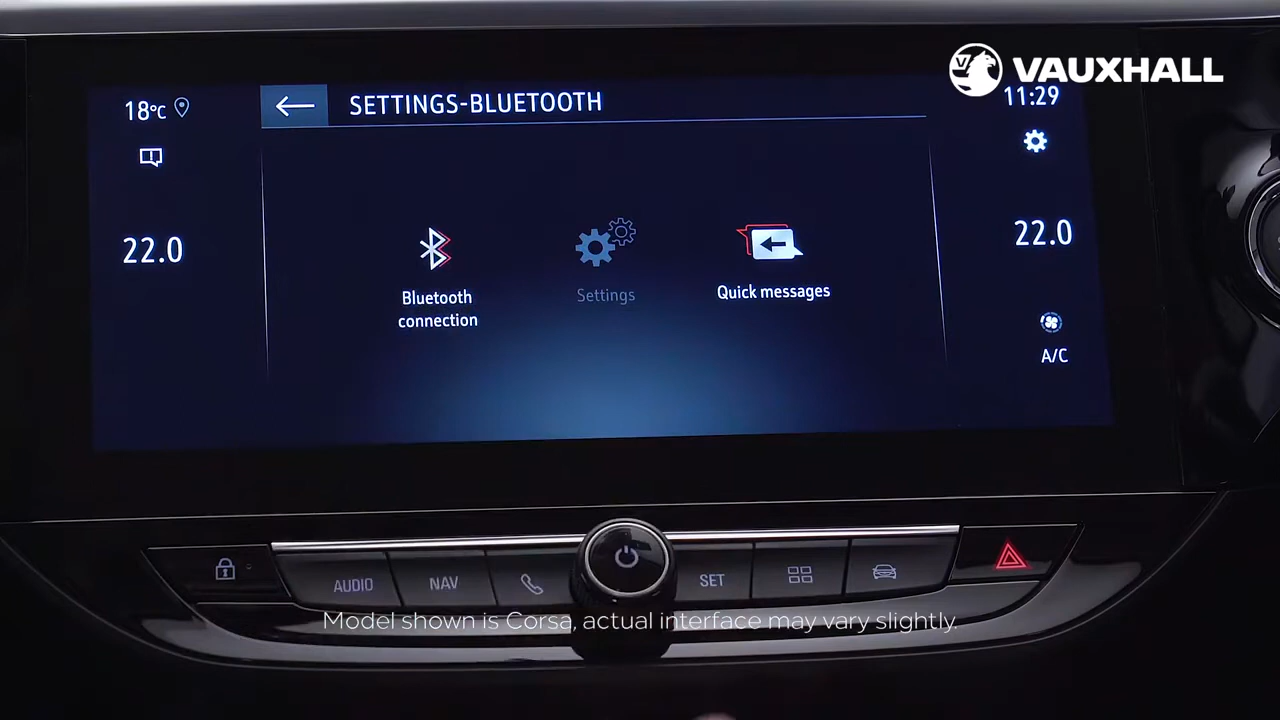 VAUXHALL
18°C
SETTINGS-BLUETOOTH
11:29
22.0
22.0
Bluetooth
connection
Settings
Quick messages
A/C
AUDIO
NAV
SET
Model shown is Corsa, actual interface may vary slightly.